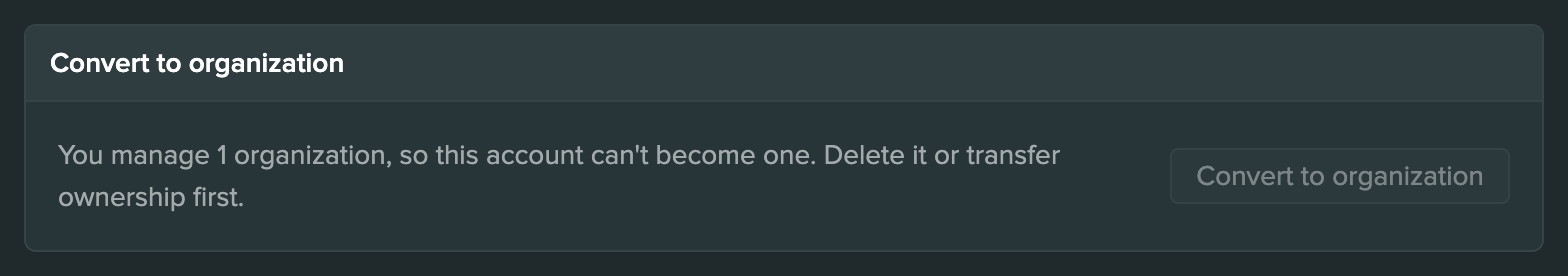 Convert to organization
You manage 1 organization, so this account can't become one. Delete it or transfer
ownership first.
Convert to organization